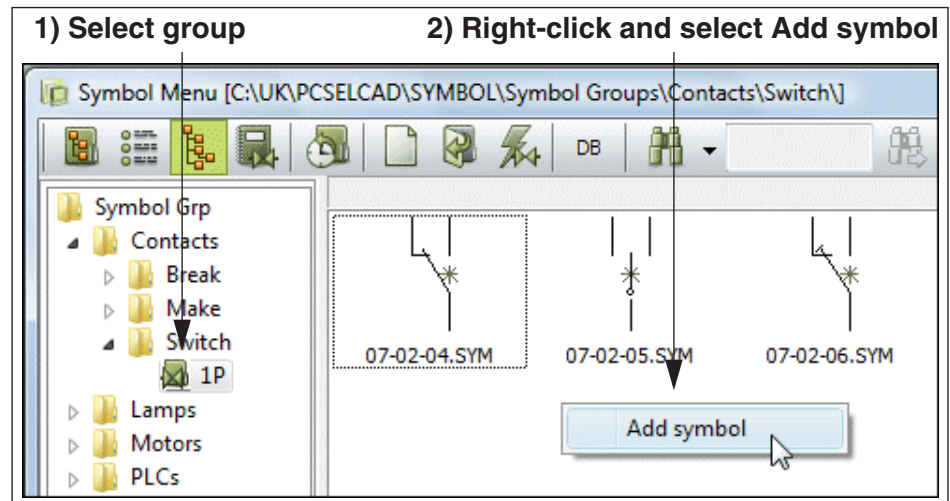 1) Select group
2) Right-click and select Add symbol
Symbol Menu [C:\UK\PCSELCAD\SYMBOL\Symbol Groups\Contacts\Switch\]
DB
Symbol Grp
Contacts
Break
Make
Switch
1P
Lamps
Motors
PLCs
07-02-04.SYM
07-02-05.SYM
07-02-06.SYM
Add symbol